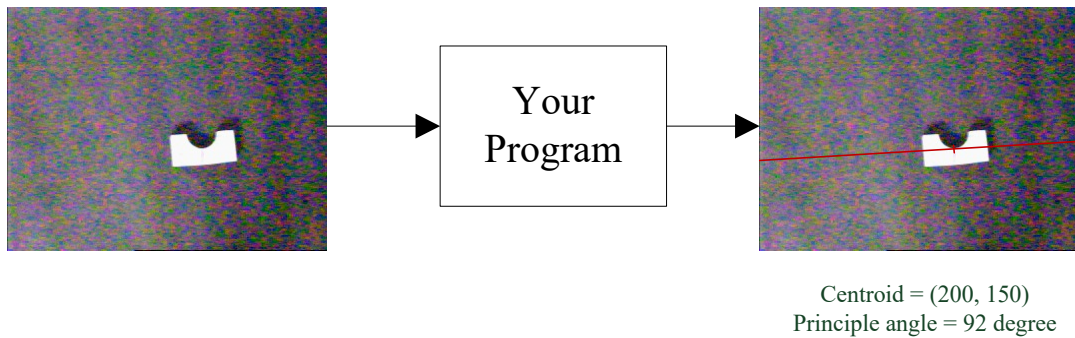 Your
Program
Centroid = (200, 150)
Principle angle = 92 degree